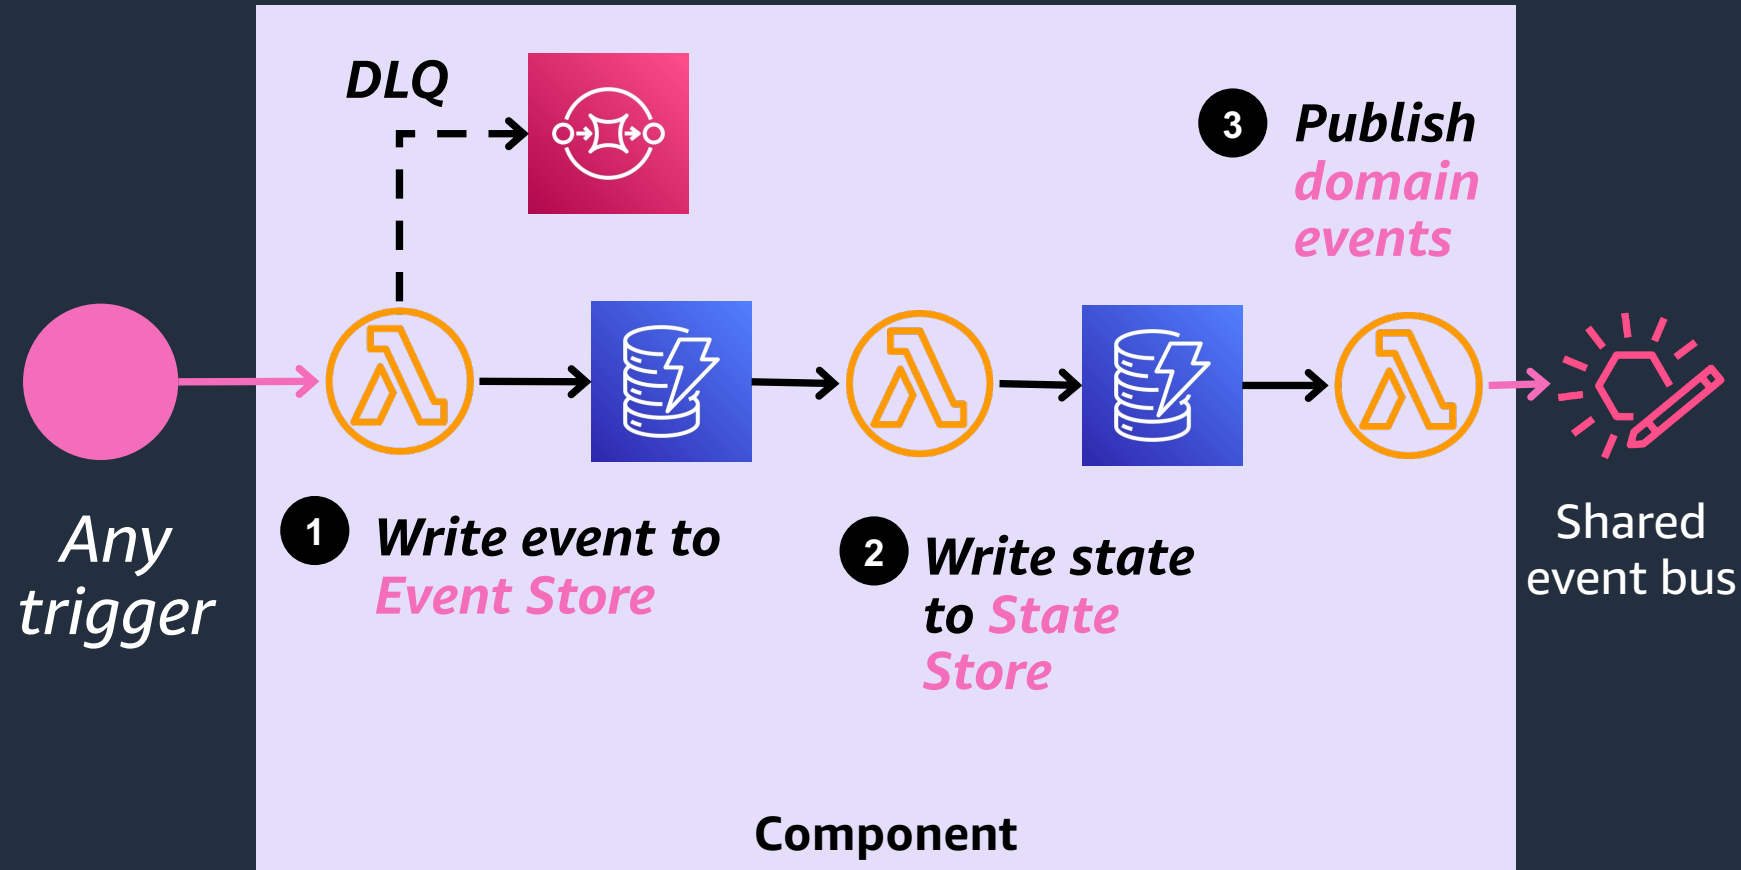 DLQ
3
Publish
domain
events
Any
trigger
1
Write event to
Event Store
2
Write state
to State
Store
Shared
event bus
Component